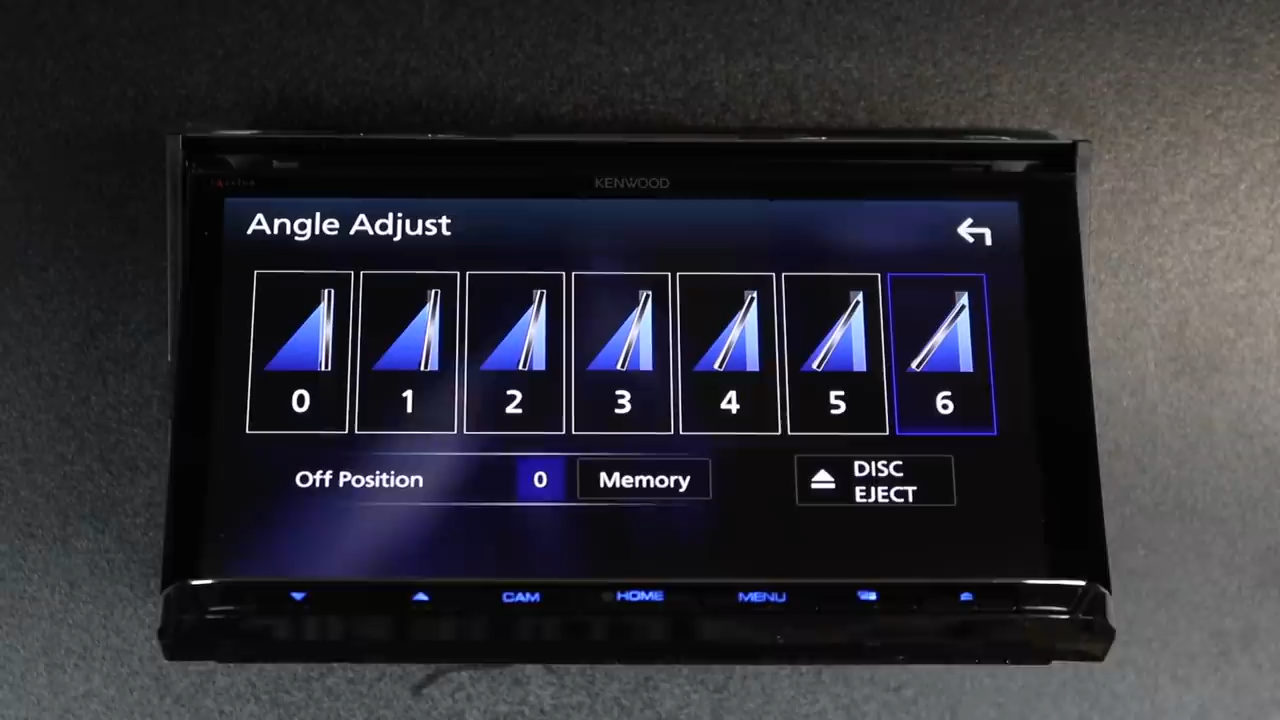 KENWOOD
Angle Adjust
0 1 2 3 4 5 6
Off Position 0 Memory
DISC
EJECT
CAM HOME MENU